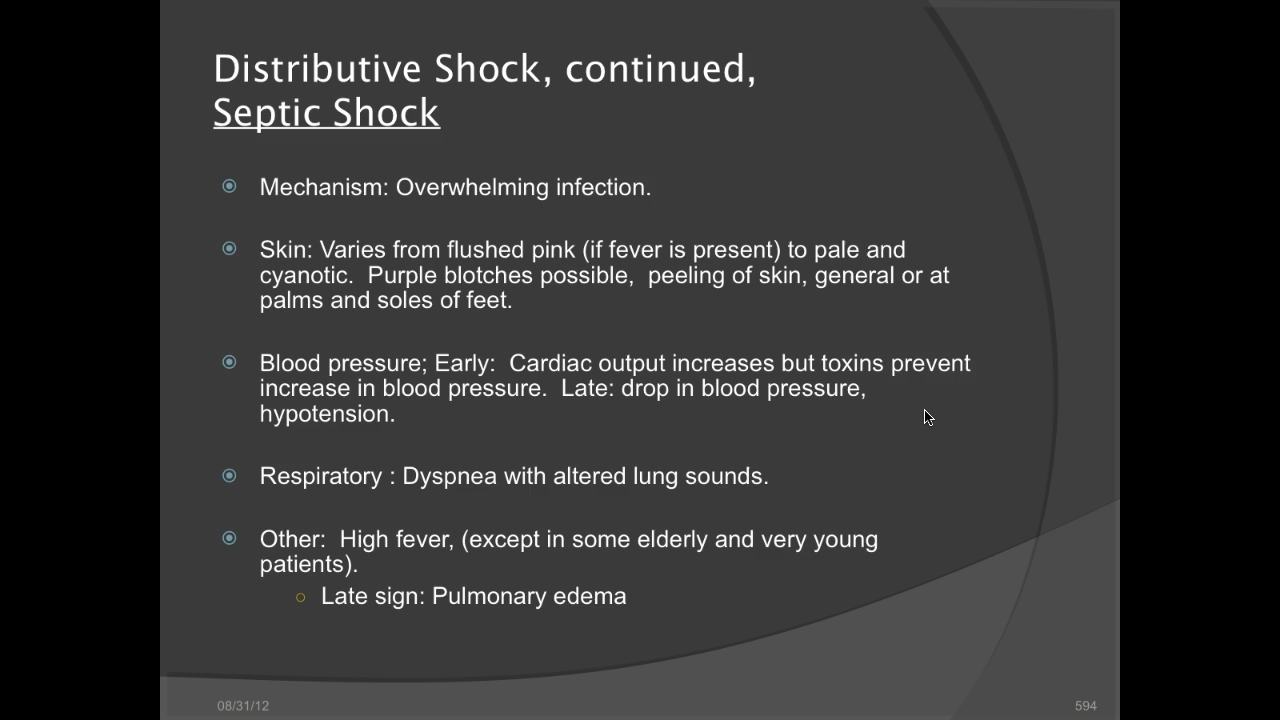 Distributive Shock, continued,
Septic Shock
Mechanism: Overwhelming infection.
Skin: Varies from flushed pink (if fever is present) to pale and
cyanotic.  Purple blotches possible,  peeling of skin, general or at
palms and soles of feet.
Blood pressure; Early:  Cardiac output increases but toxins prevent
increase in blood pressure.  Late: drop in blood pressure,
hypotension.
Respiratory : Dyspnea with altered lung sounds.
Other:  High fever, (except in some elderly and very young
patients).
Late sign: Pulmonary edema
08/31/12
594